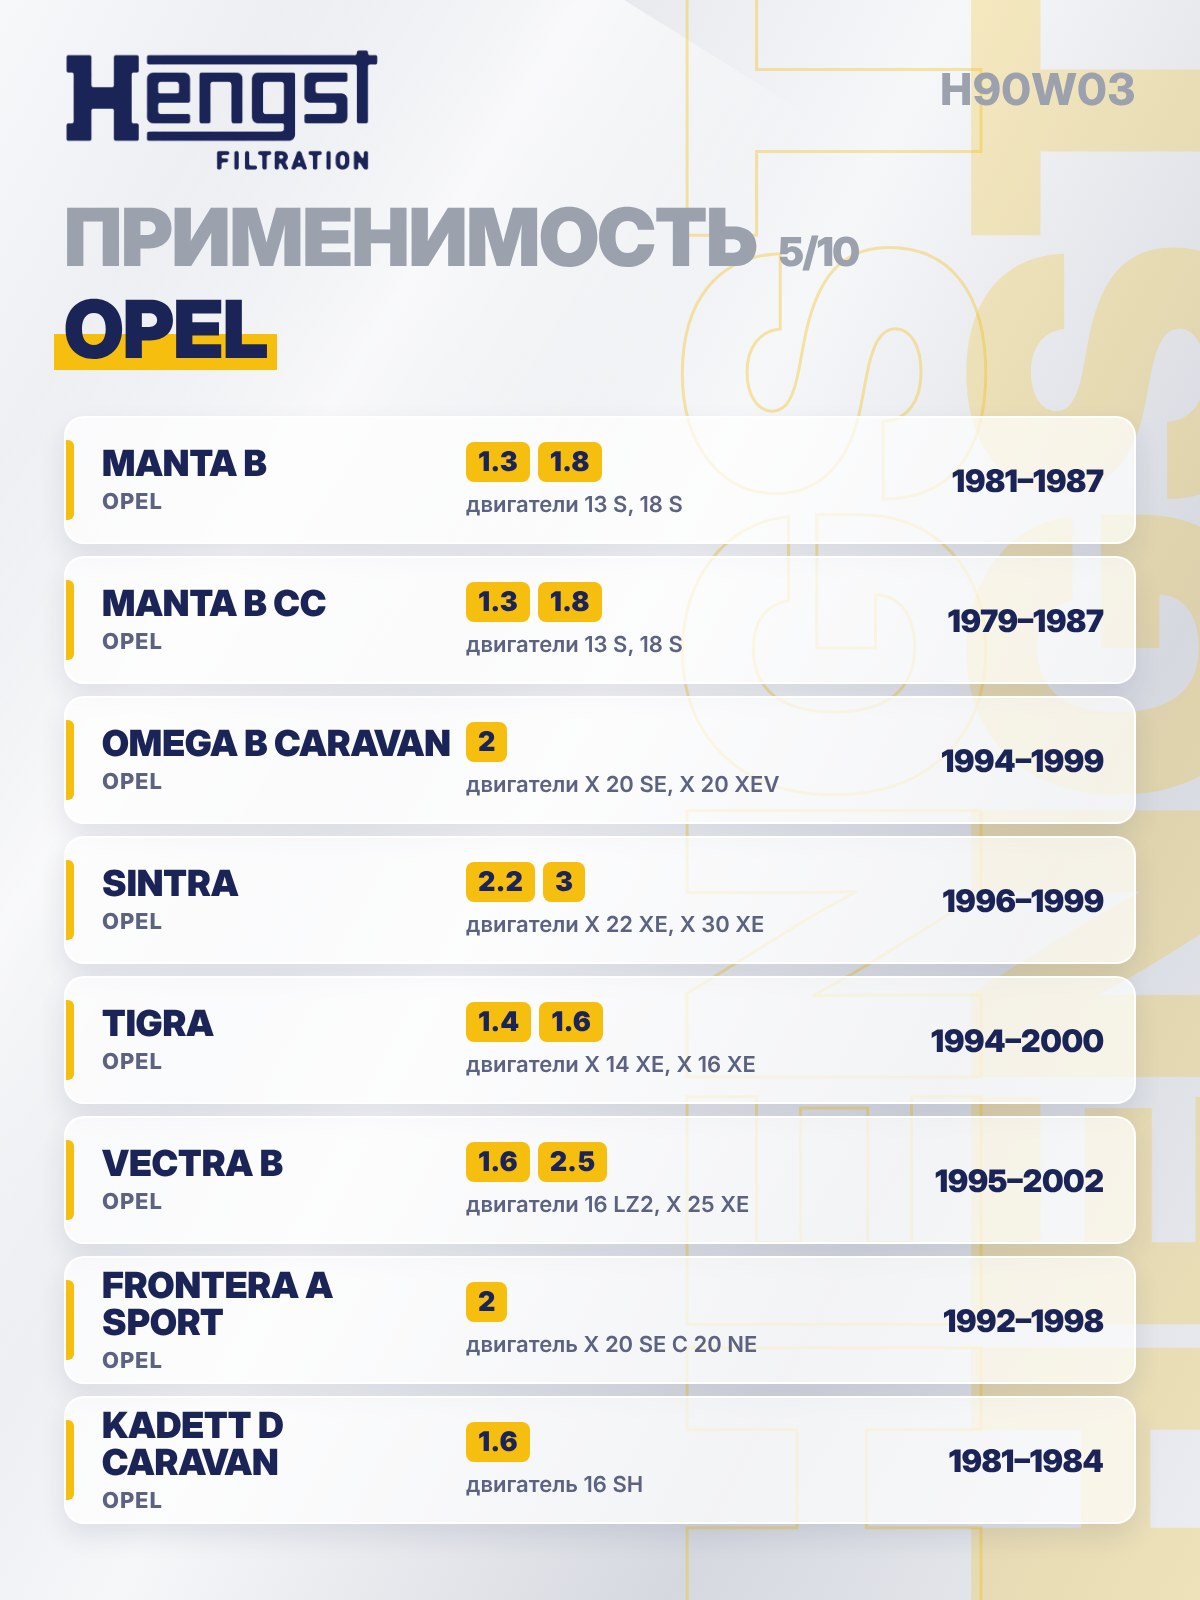 Hengst
FILTRATION
H90W03
ПРИМЕНИМОСТЬ 5/10
OPEL
MANTA B
OPEL
1.3 1.8
двигатели 13 S, 18 S
1981–1987
MANTA B CC
OPEL
1.3 1.8
двигатели 13 S, 18 S
1979–1987
OMEGA B CARAVAN
OPEL
2
двигатели X 20 SE, X 20 XEV
1994–1999
SINTRA
OPEL
2.2 3
двигатели X 22 XE, X 30 XE
1996–1999
TIGRA
OPEL
1.4 1.6
двигатели X 14 XE, X 16 XE
1994–2000
VECTRA B
OPEL
1.6 2.5
двигатели 16 LZ2, X 25 XE
1995–2002
FRONTERA A
SPORT
OPEL
2
двигатель X 20 SE C 20 NE
1992–1998
KADETT D
CARAVAN
OPEL
1.6
двигатель 16 SH
1981–1984
HENGST
HENGST